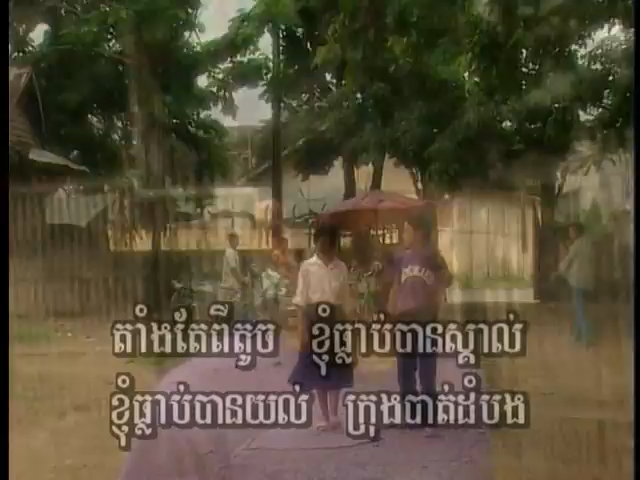 តាំងតែពីតូច ខ្ញុំធ្លាប់បានស្គាល់
ខ្ញុំធ្លាប់បានយល់ ក្រុងបាត់ដំបង